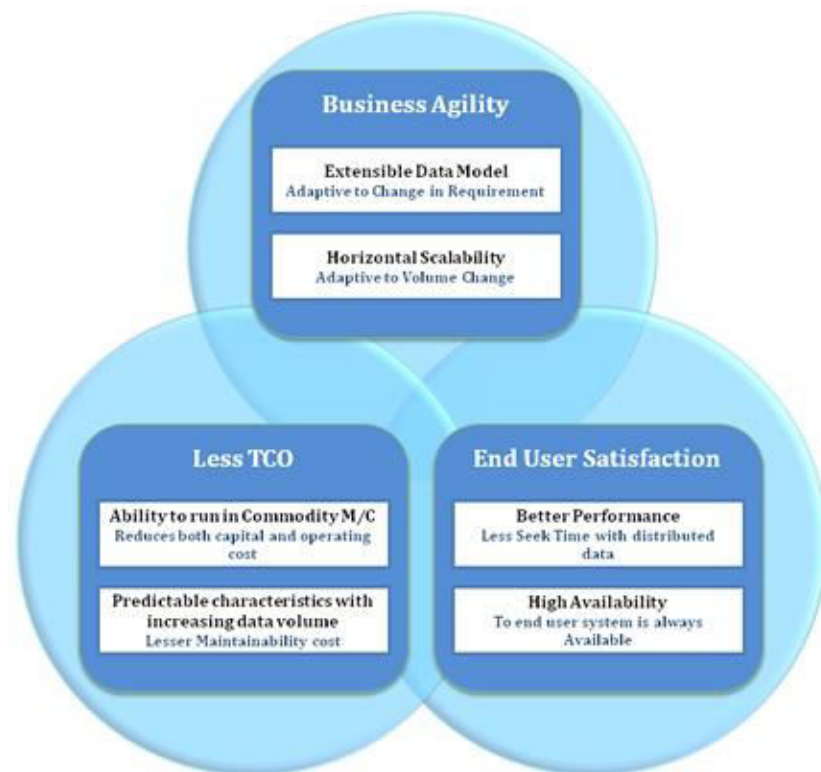 Business Agility
Extensible Data Model
Adaptive to Change in Requirement
Horizontal Scalability
Adaptive to Volume Change
Less TCO
Ability to run in Commodity M/C
Reduces both capital and operating
cost
Predictable characteristics with
increasing data volume
Lesser Maintainability cost
End User Satisfaction
Better Performance
Less Seek Time with distributed
data
High Availability
To end user system is always
Available